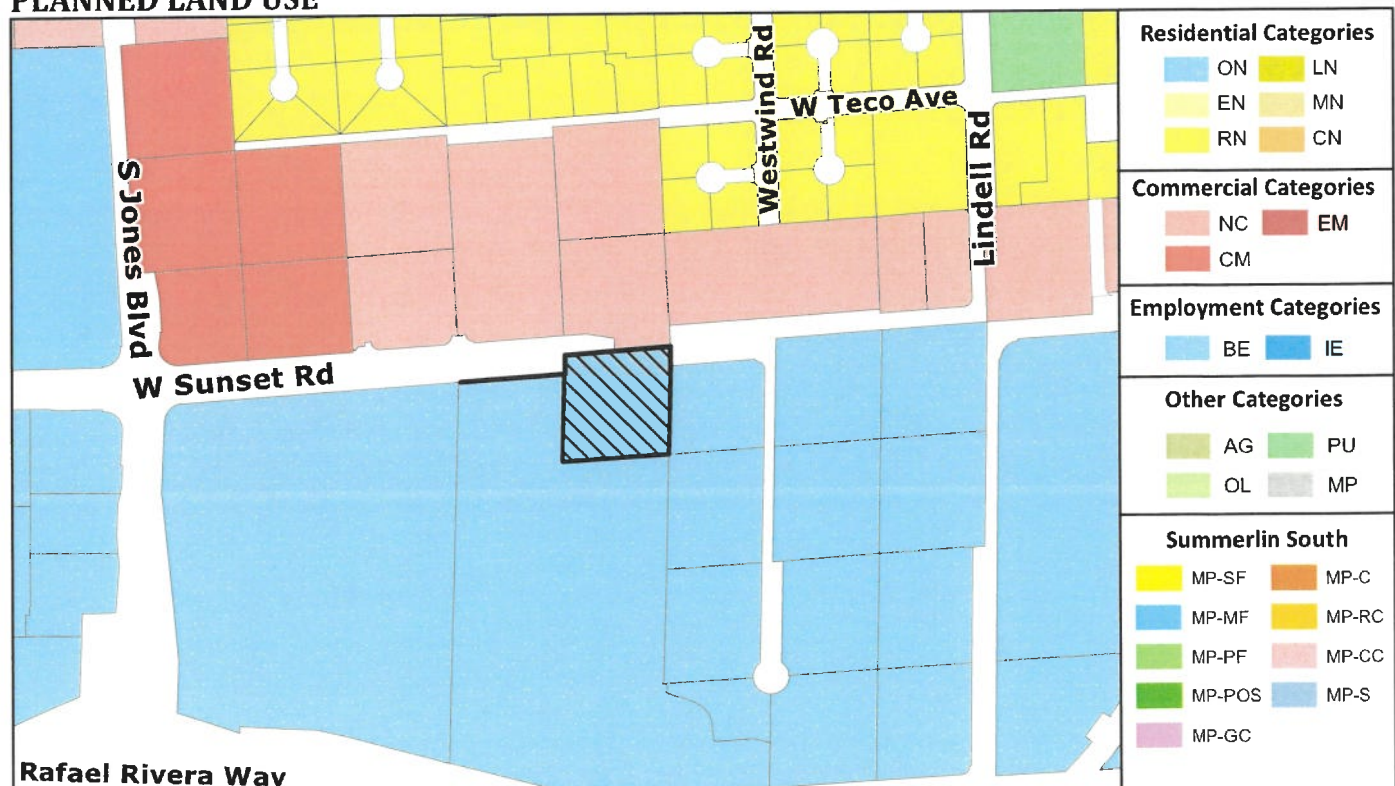 PLANNED LAND USE
Westwind Rd
W Teco Ave
Lindell Rd
S Jones Blvd
W Sunset Rd
Rafael Rivera Way
Residential Categories
ON LN
EN MN
RN CN
Commercial Categories
NC EM
CM
Employment Categories
BE IE
Other Categories
AG PU
OL MP
Summerlin South
MP-SF MP-C
MP-MF MP-RC
MP-PF MP-CC
MP-POS MP-S
MP-GC